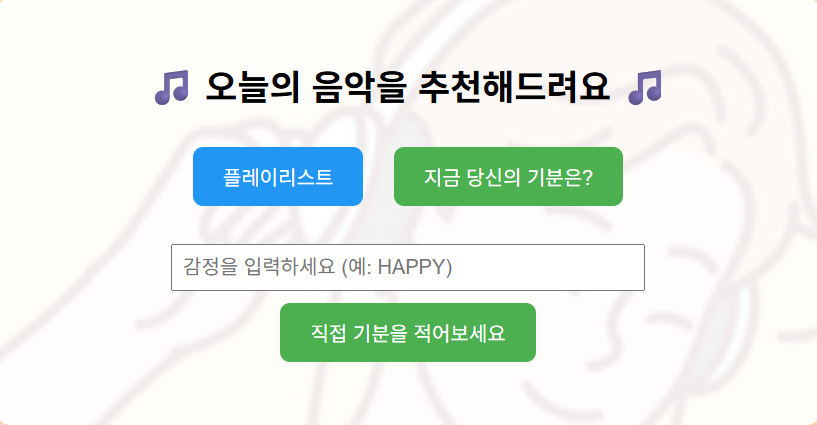 🎵 오늘의 음악을 추천해드려요 🎵
플레이리스트
지금 당신의 기분은?
감정을 입력하세요 (예: HAPPY)
직접 기분을 적어보세요